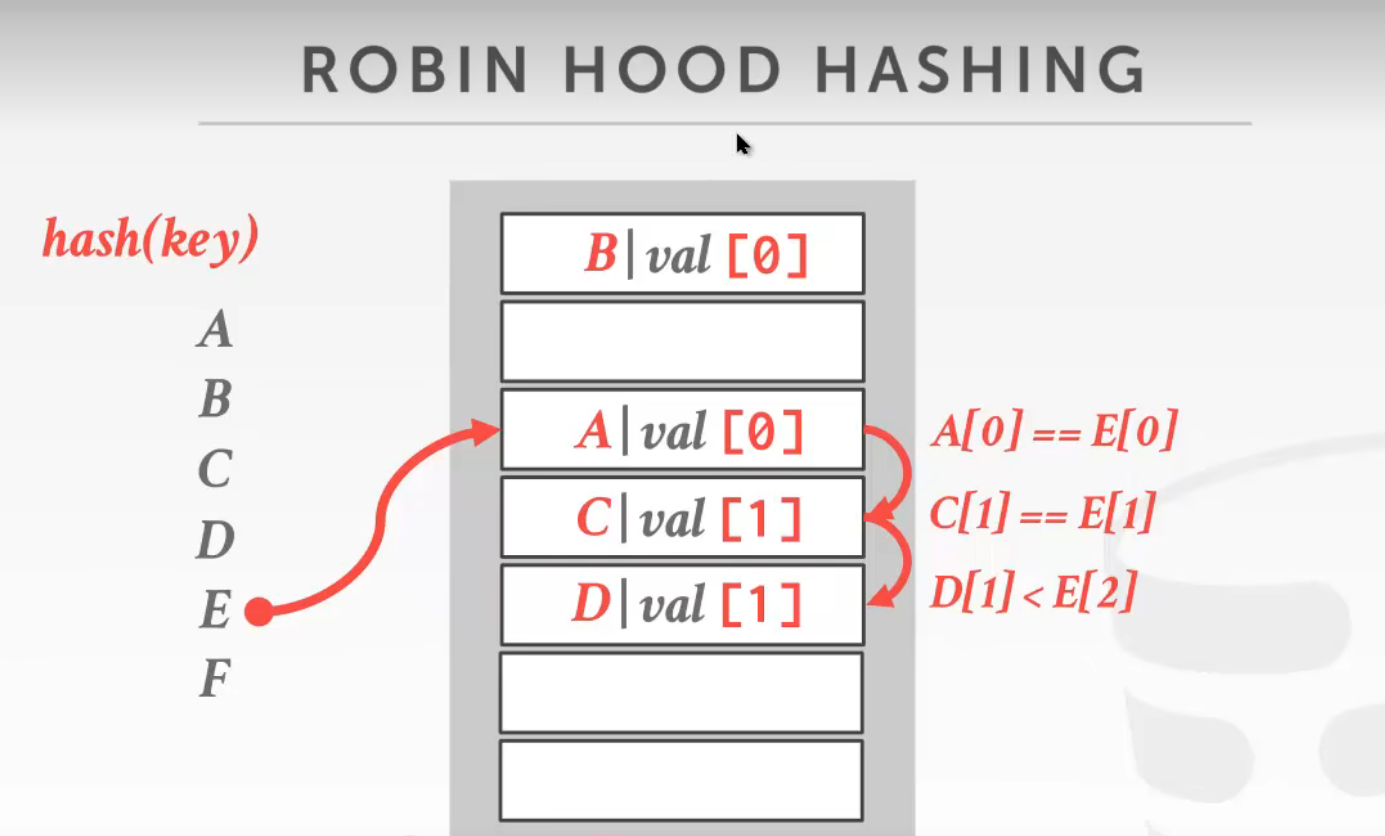 ROBIN HOOD HASHING
hash(key)
A
B
C
D
E
F
B|val [0]
A|val [0]
C|val [1]
D|val [1]
A[0] == E[0]
C[1] == E[1]
D[1] < E[2]